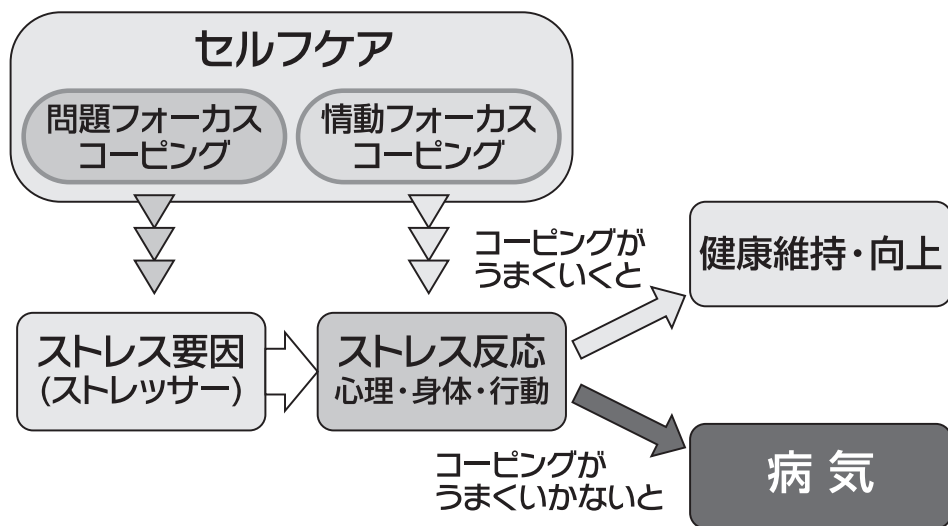 セルフケア
問題フォーカス
コーピング
情動フォーカス
コーピング
コーピングが
うまくいくと
健康維持・向上
ストレス要因
(ストレッサー)
ストレス反応
心理・身体・行動
コーピングが
うまくいかないと
病気